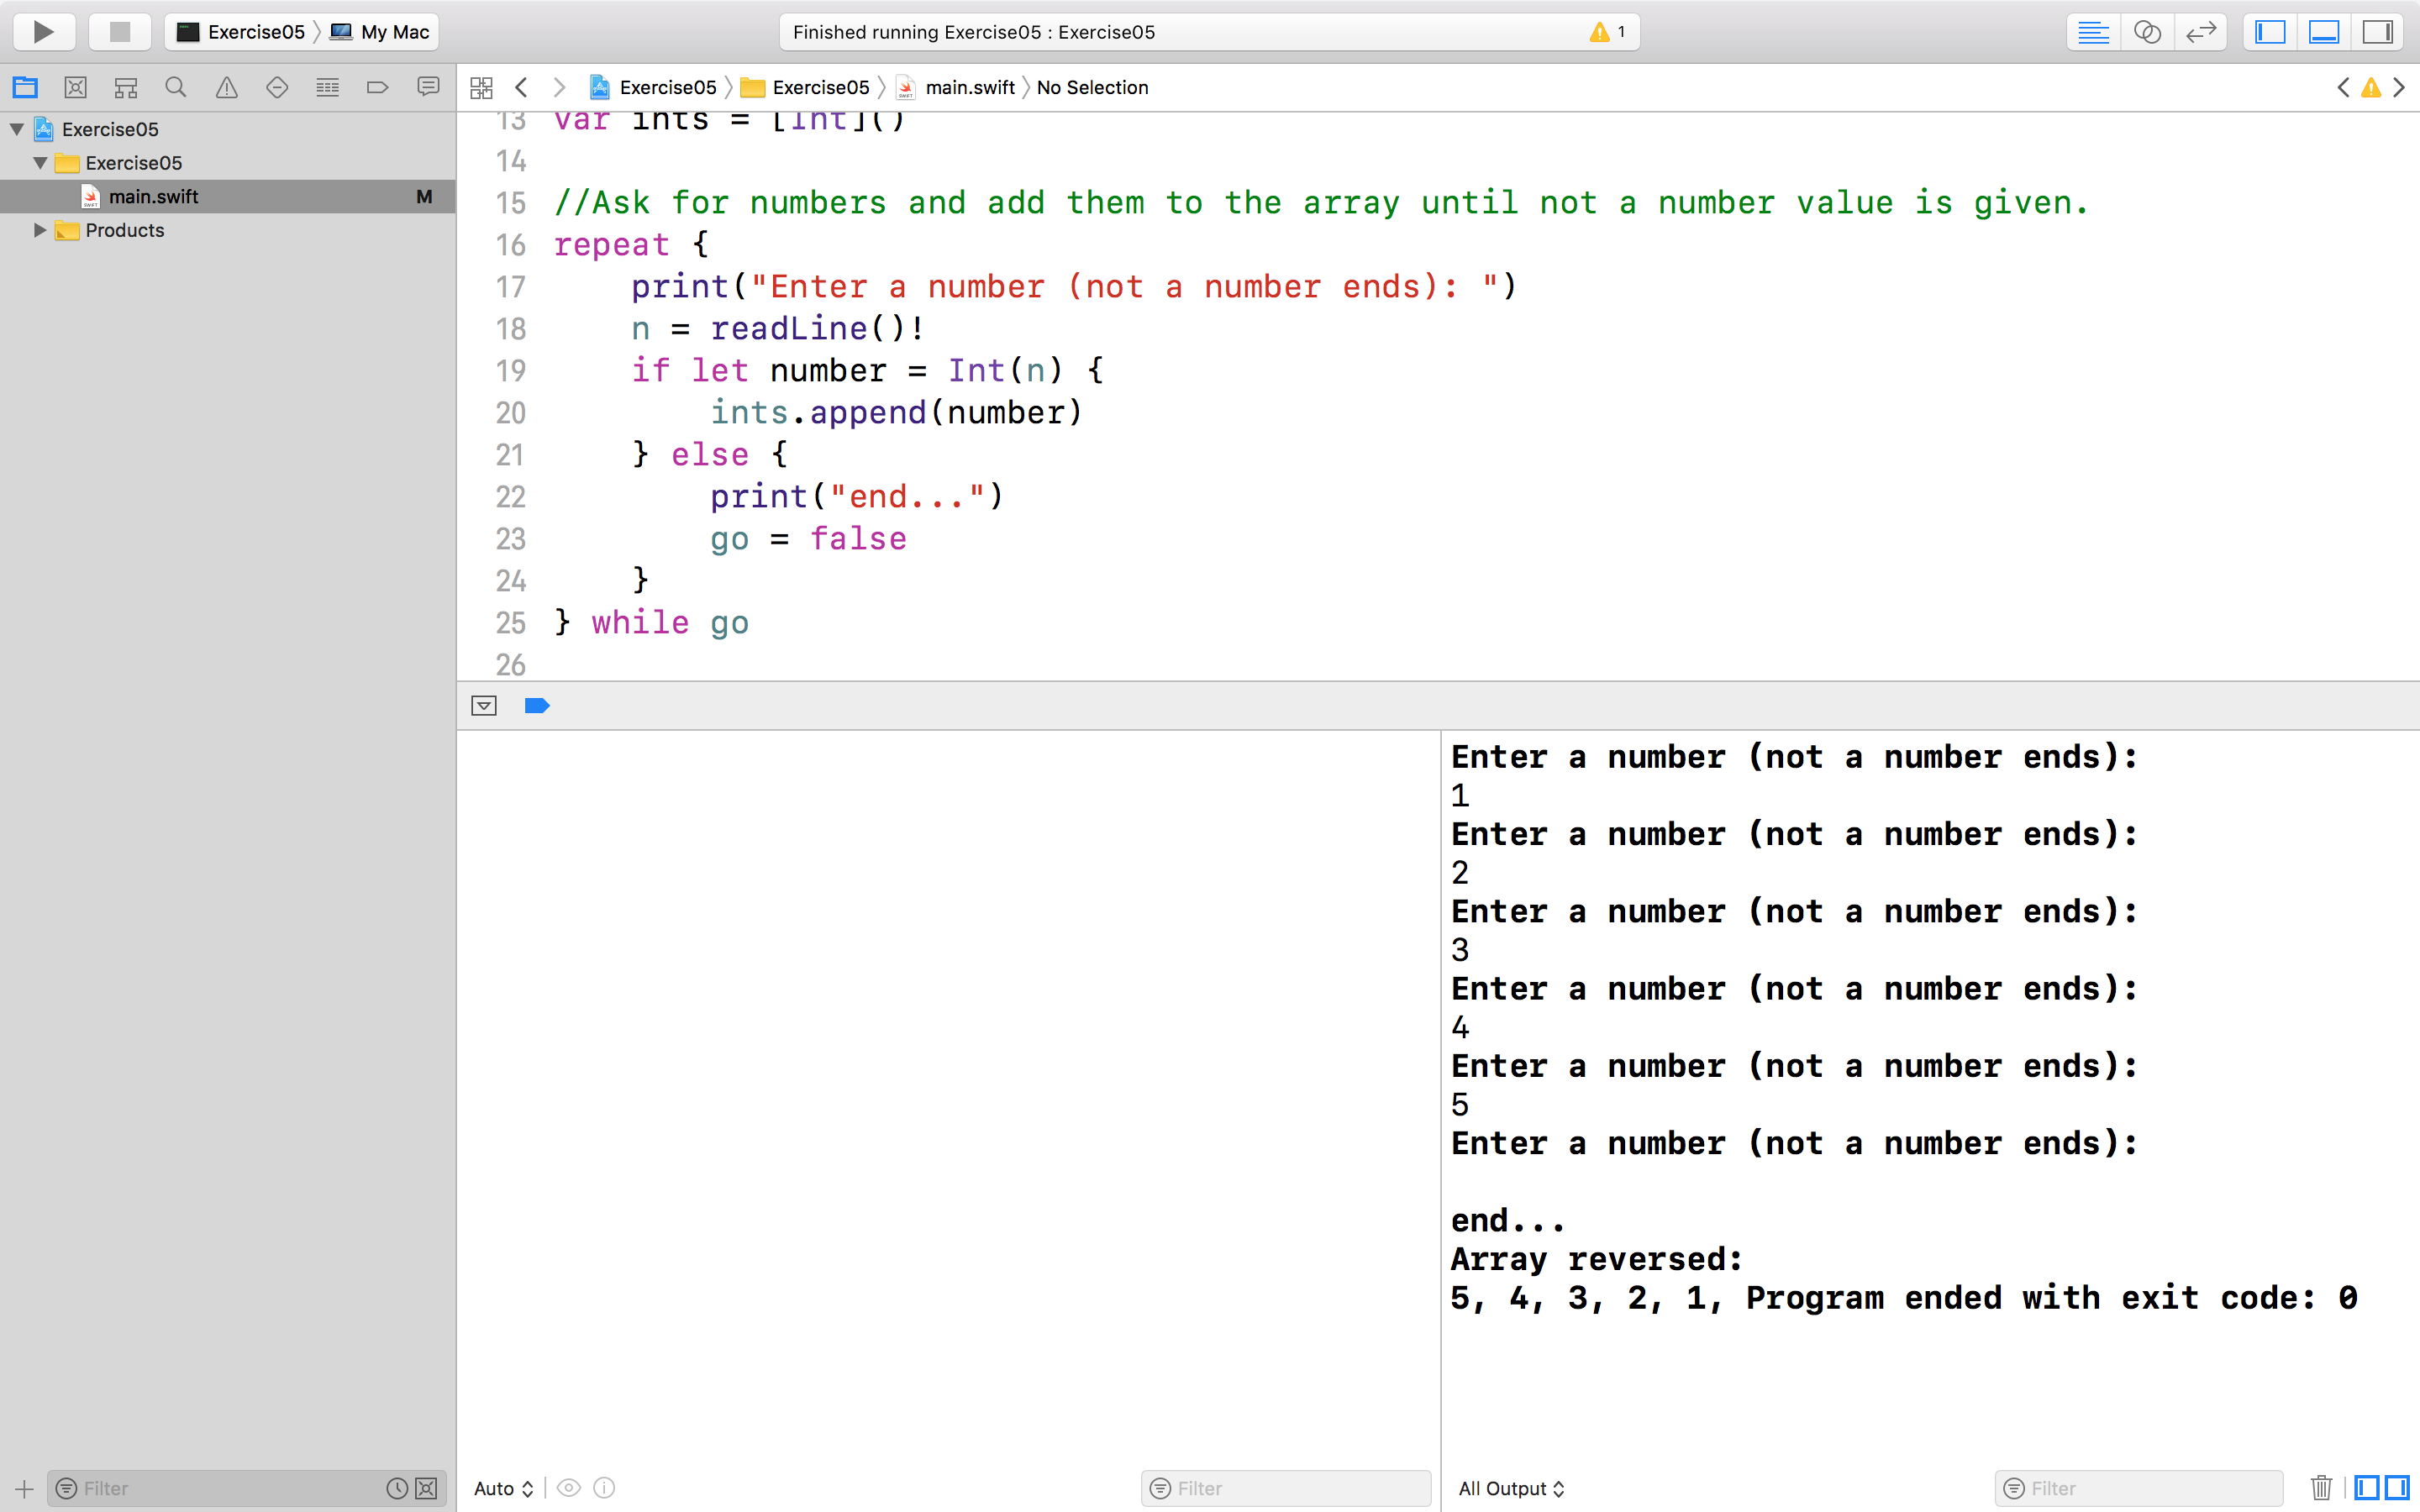 Exercise05 My Mac
Finished running Exercise05 : Exercise05
1
Exercise05 Exercise05 main.swift No Selection
Exercise05
Exercise05
main.swift M
Products
13 var ints = [Int]()
14
15 //Ask for numbers and add them to the array until not a number value is given.
16 repeat {
17 print("Enter a number (not a number ends): ")
18 n = readLine()!
19 if let number = Int(n) {
20 ints.append(number)
21 } else {
22 print("end...")
23 go = false
24 }
25 } while go
26
Enter a number (not a number ends):
1
Enter a number (not a number ends):
2
Enter a number (not a number ends):
3
Enter a number (not a number ends):
4
Enter a number (not a number ends):
5
Enter a number (not a number ends):
end...
Array reversed:
5, 4, 3, 2, 1, Program ended with exit code: 0
Filter
Auto
Filter
All Output
Filter